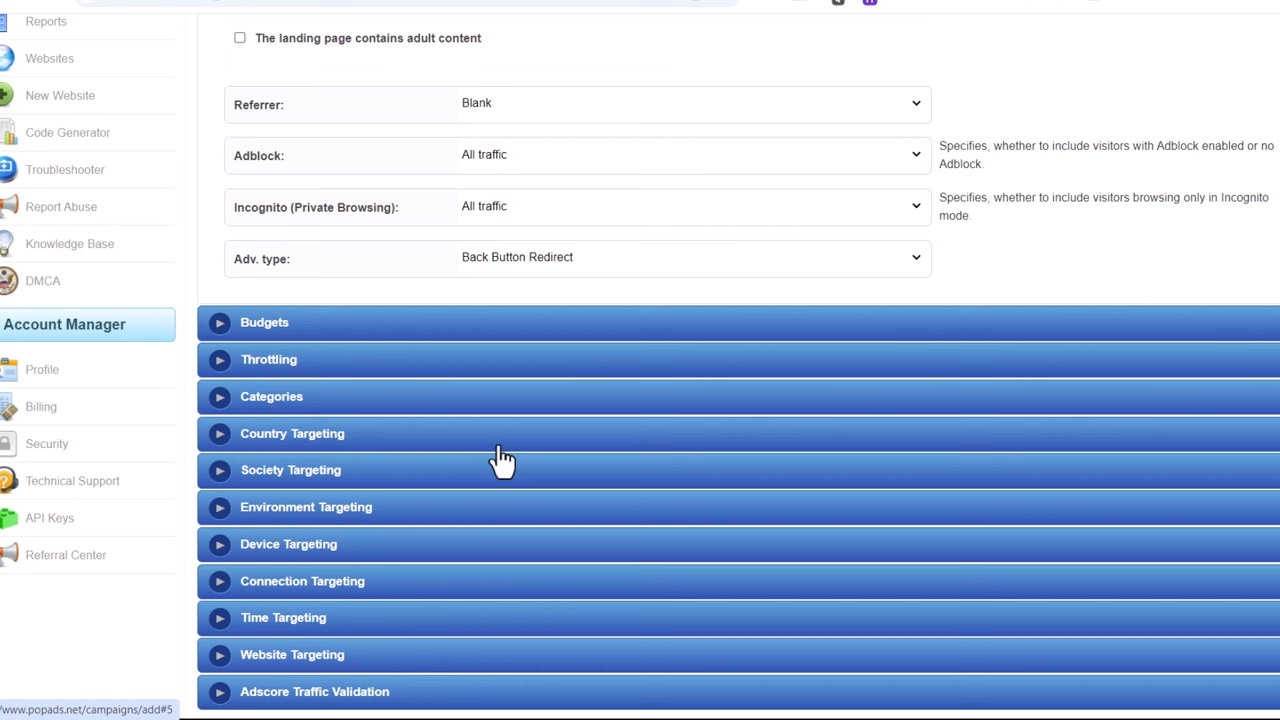 Reports
Websites
New Website
Code Generator
Troubleshooter
Report Abuse
Knowledge Base
DMCA
Account Manager
Profile
Billing
Security
Technical Support
API Keys
Referral Center
The landing page contains adult content
Referrer: Blank
Adblock: All traffic
Specifies, whether to include visitors with Adblock enabled or no
Adblock.
Incognito (Private Browsing): All traffic
Specifies, whether to include visitors browsing only in Incognito
mode.
Adv. type: Back Button Redirect
Budgets
Throttling
Categories
Country Targeting
Society Targeting
Environment Targeting
Device Targeting
Connection Targeting
Time Targeting
Website Targeting
Adscore Traffic Validation
/www.popads.net/campaigns/add#5